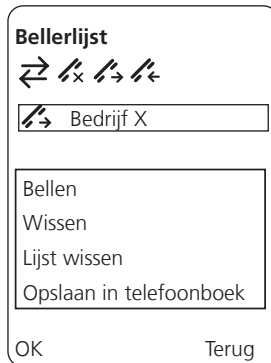 Bellerlijst
Bedrijf X
Bellen
Wissen
Lijst wissen
Opslaan in telefoonboek
OK Terug